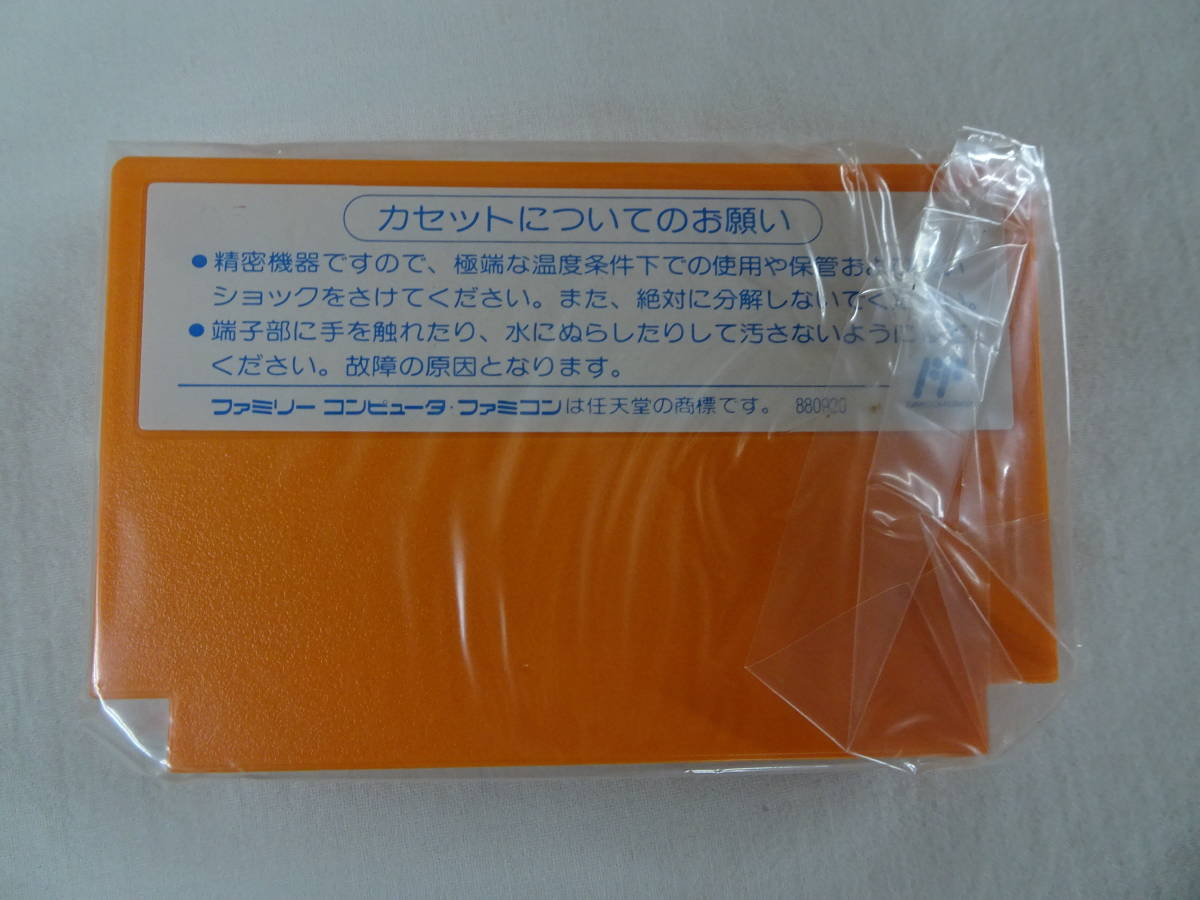 カセットについてのお願い
●精密機器ですので、極端な温度条件下での使用や保管お
ショックをさけてください。また、絶対に分解しないでく
●端子部に手を触れたり、水にぬらしたりして汚さないように
ください。故障の原因となります。
ファミリー コンピュータ・ファミコンは任天堂の商標です。 880920